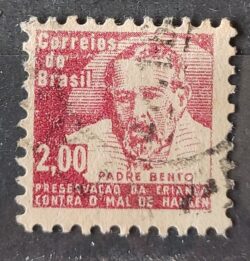 Correios
do
Brasil
2,00
PADRE BENTO
PRESERVAÇÃO DA CRIANÇA
CONTRA O MAL DE HANSEN